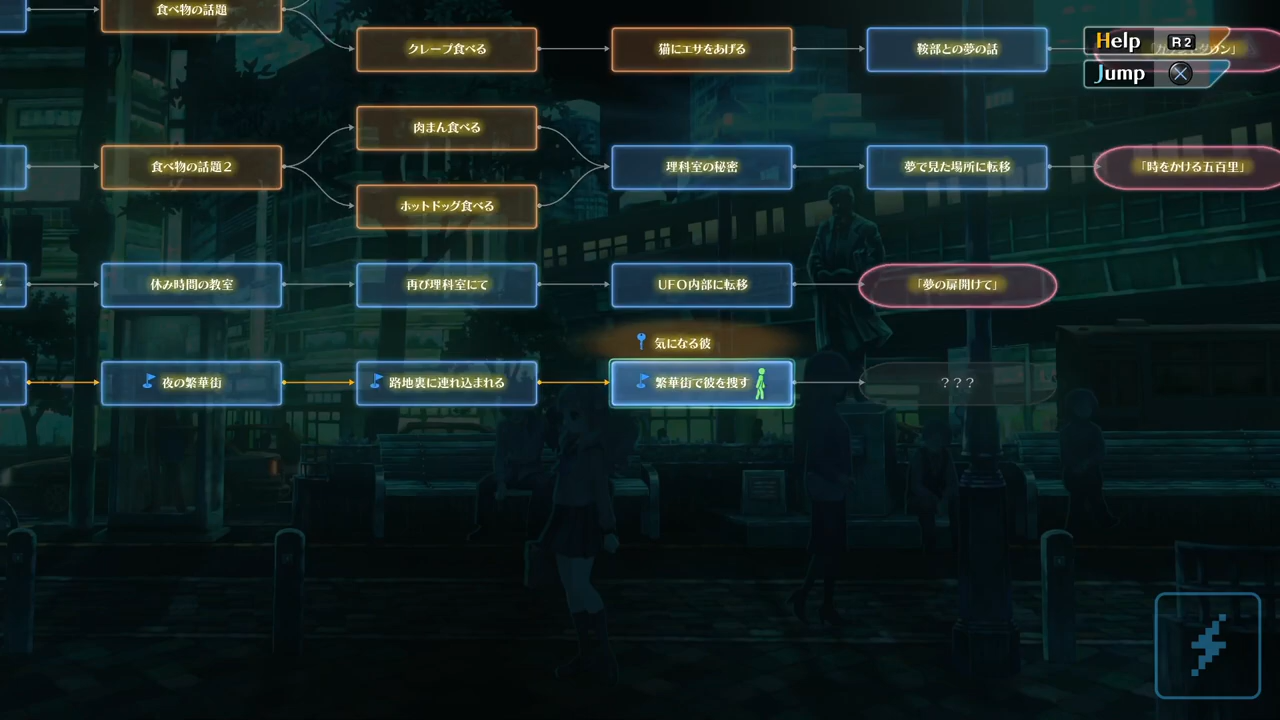 食べ物の話題
クレープ食べる
猫にエサをあげる
鞍部との夢の話
Help R2
Jump
肉まん食べる
食べ物の話題2
理科室の秘密
夢で見た場所に転移
「時をかける五百里」
ホットドッグ食べる
休み時間の教室
再び理科室にて
UFO内部に転移
「夢の扉開けて」
気になる彼
夜の繁華街
路地裏に連れ込まれる
繁華街で彼を捜す
???